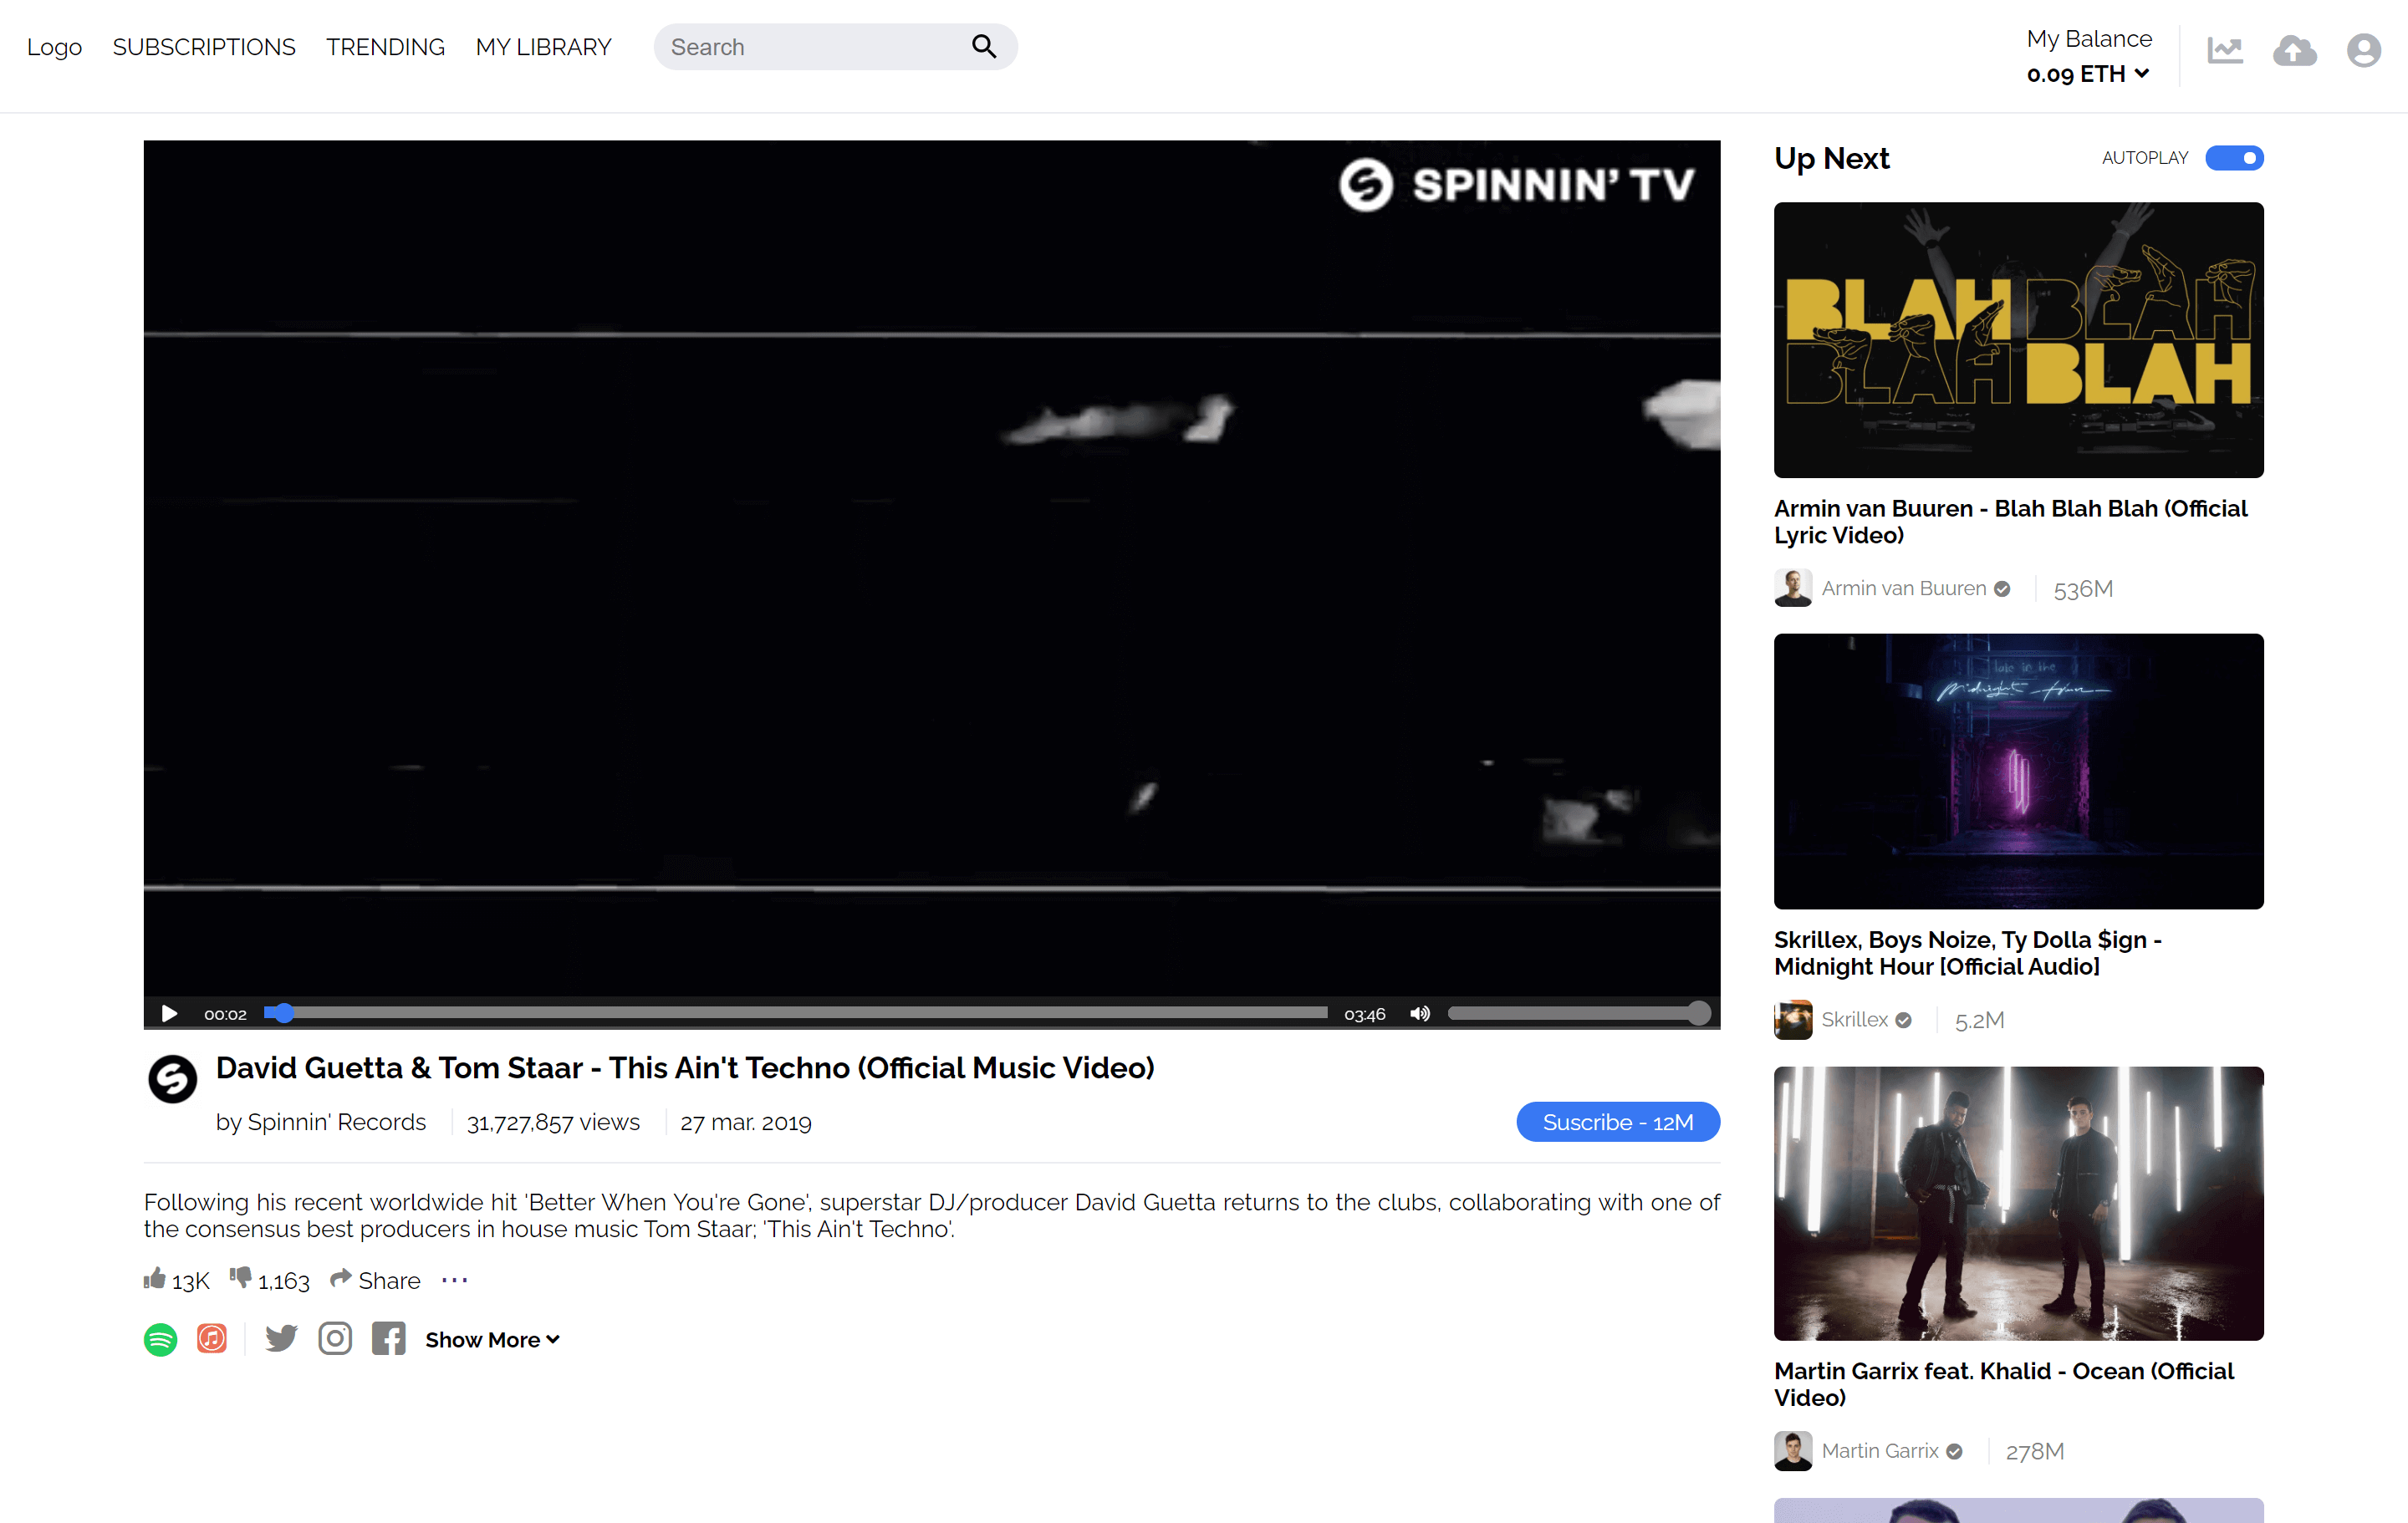 Logo
SUBSCRIPTIONS
TRENDING
MY LIBRARY
Search
My Balance
0.09 ETH
SPINNIN' TV
00:02
03:46
David Guetta & Tom Staar - This Ain't Techno (Official Music Video)
by Spinnin' Records
31,727,857 views
27 mar. 2019
Suscribe - 12M
Following his recent worldwide hit 'Better When You're Gone', superstar DJ/producer David Guetta returns to the clubs, collaborating with one of
the consensus best producers in house music Tom Staar; 'This Ain't Techno'.
13K
1,163
Share
Show More
Up Next
AUTOPLAY
BLAH BLAH
BLAH BLAH
Armin van Buuren - Blah Blah Blah (Official
Lyric Video)
Armin van Buuren
536M
late in the
Midnight Hour
Skrillex, Boys Noize, Ty Dolla $ign -
Midnight Hour [Official Audio]
Skrillex
5.2M
Martin Garrix feat. Khalid - Ocean (Official
Video)
Martin Garrix
278M